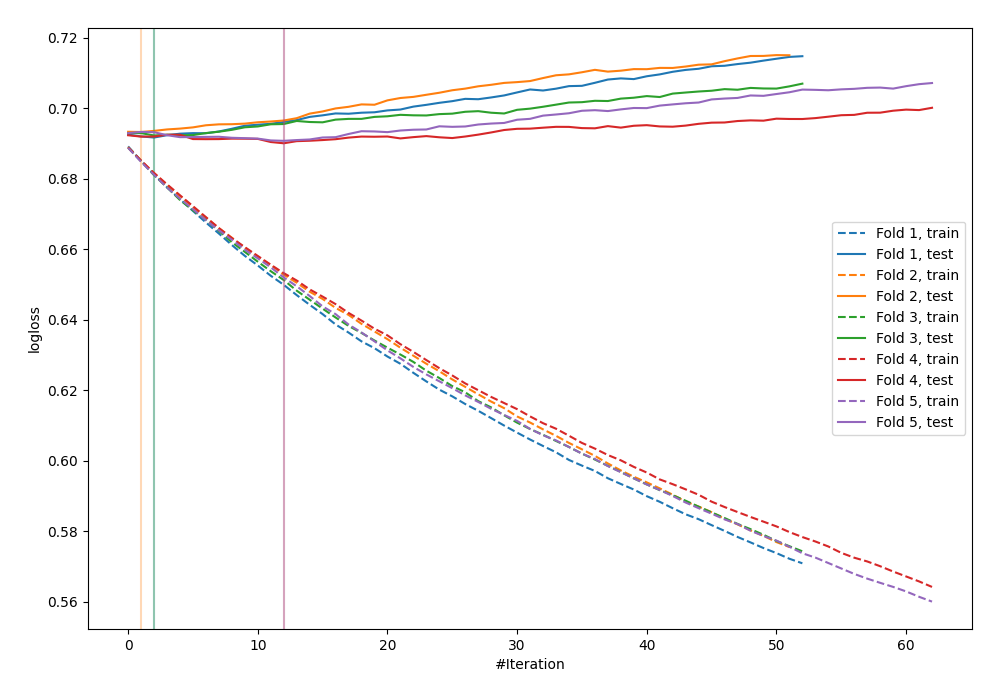 0.72
0.70
0.68
0.66
0.64
0.62
0.60
0.58
0.56
logloss
0 10 20 30 40 50 60
#Iteration
Fold 1, train
Fold 1, test
Fold 2, train
Fold 2, test
Fold 3, train
Fold 3, test
Fold 4, train
Fold 4, test
Fold 5, train
Fold 5, test